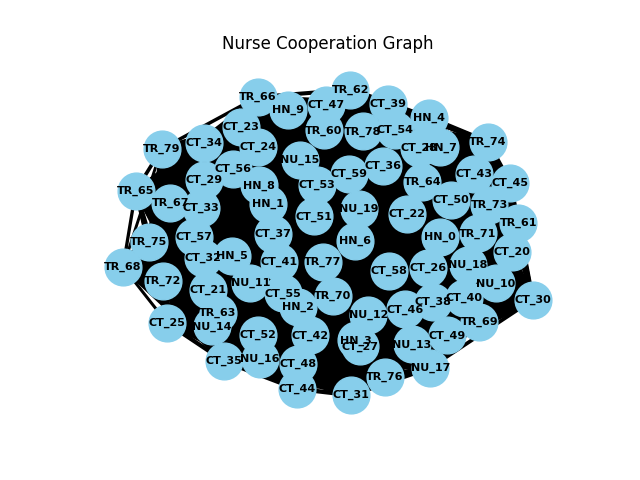 Nurse Cooperation Graph
TR_62
TR_66
CT_47
CT_39
HN_9
HN_4
CT_23
TR_60
TR_78
CT_54
TR_74
CT_34
TR_79
CT_24
HN_7
NU_15
CT_56
CT_59
CT_36
CT_43
CT_29
HN_8
CT_53
TR_64
CT_45
TR_65
TR_67
CT_33
HN_1
CT_50
TR_73
CT_51
NU_19
CT_22
TR_61
CT_57
CT_37
HN_6
HN_0
TR_71
TR_75
CT_32
HN_5
CT_41
TR_77
CT_20
TR_68
CT_58
CT_26
NU_18
TR_72
CT_21
NU_11
CT_55
TR_70
NU_10
HN_2
CT_46
CT_38
CT_40
CT_30
TR_63
NU_12
CT_25
NU_14
TR_69
CT_52
CT_42
HN_3
CT_27
NU_13
CT_49
CT_35
NU_16
CT_48
NU_17
TR_76
CT_44
CT_31